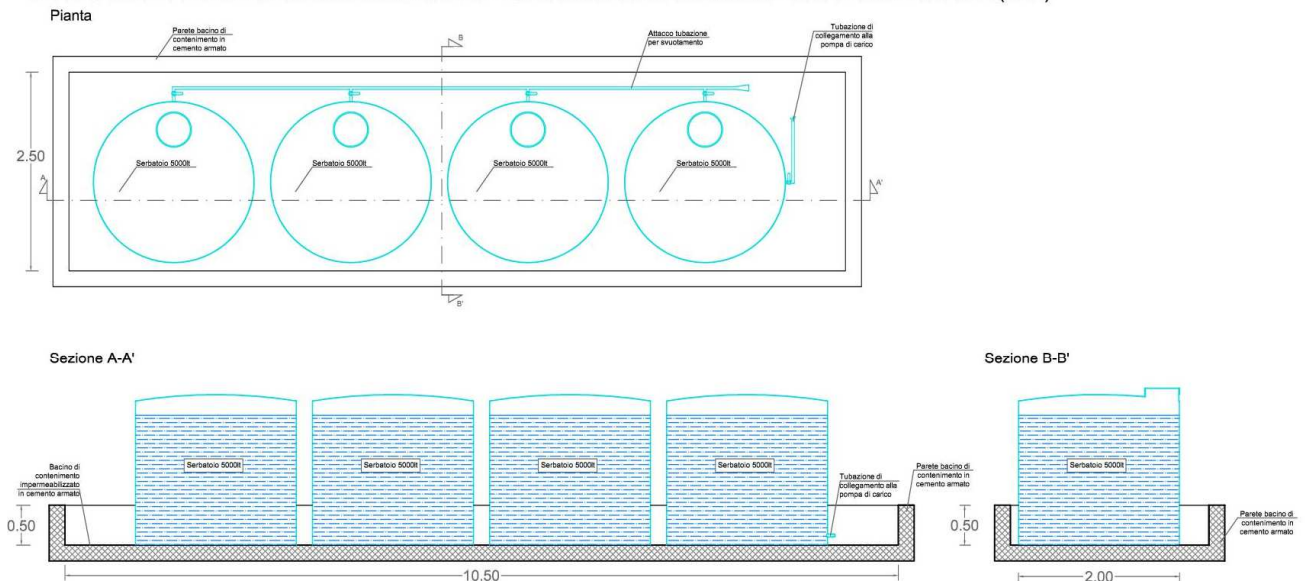 Pianta
Parete bacino di
contenimento in
cemento armato
B
Attacco tubazione
per svuotamento
Tubazione di
collegamento alla
pompa di carico
2.50
A
Serbatoio 5000lt
Serbatoio 5000lt
Serbatoio 5000lt
Serbatoio 5000lt
A'
B'
Sezione A-A'
Sezione B-B'
Bacino di
contenimento
impermeabilizzato
in cemento armato
0.50
Serbatoio 5000lt
Serbatoio 5000lt
Serbatoio 5000lt
Serbatoio 5000lt
Tubazione di
collegamento alla
pompa di carico
Parete bacino di
contenimento in
cemento armato
10.50
0.50
Serbatoio 5000lt
Parete bacino di
contenimento in
cemento armato
2.00